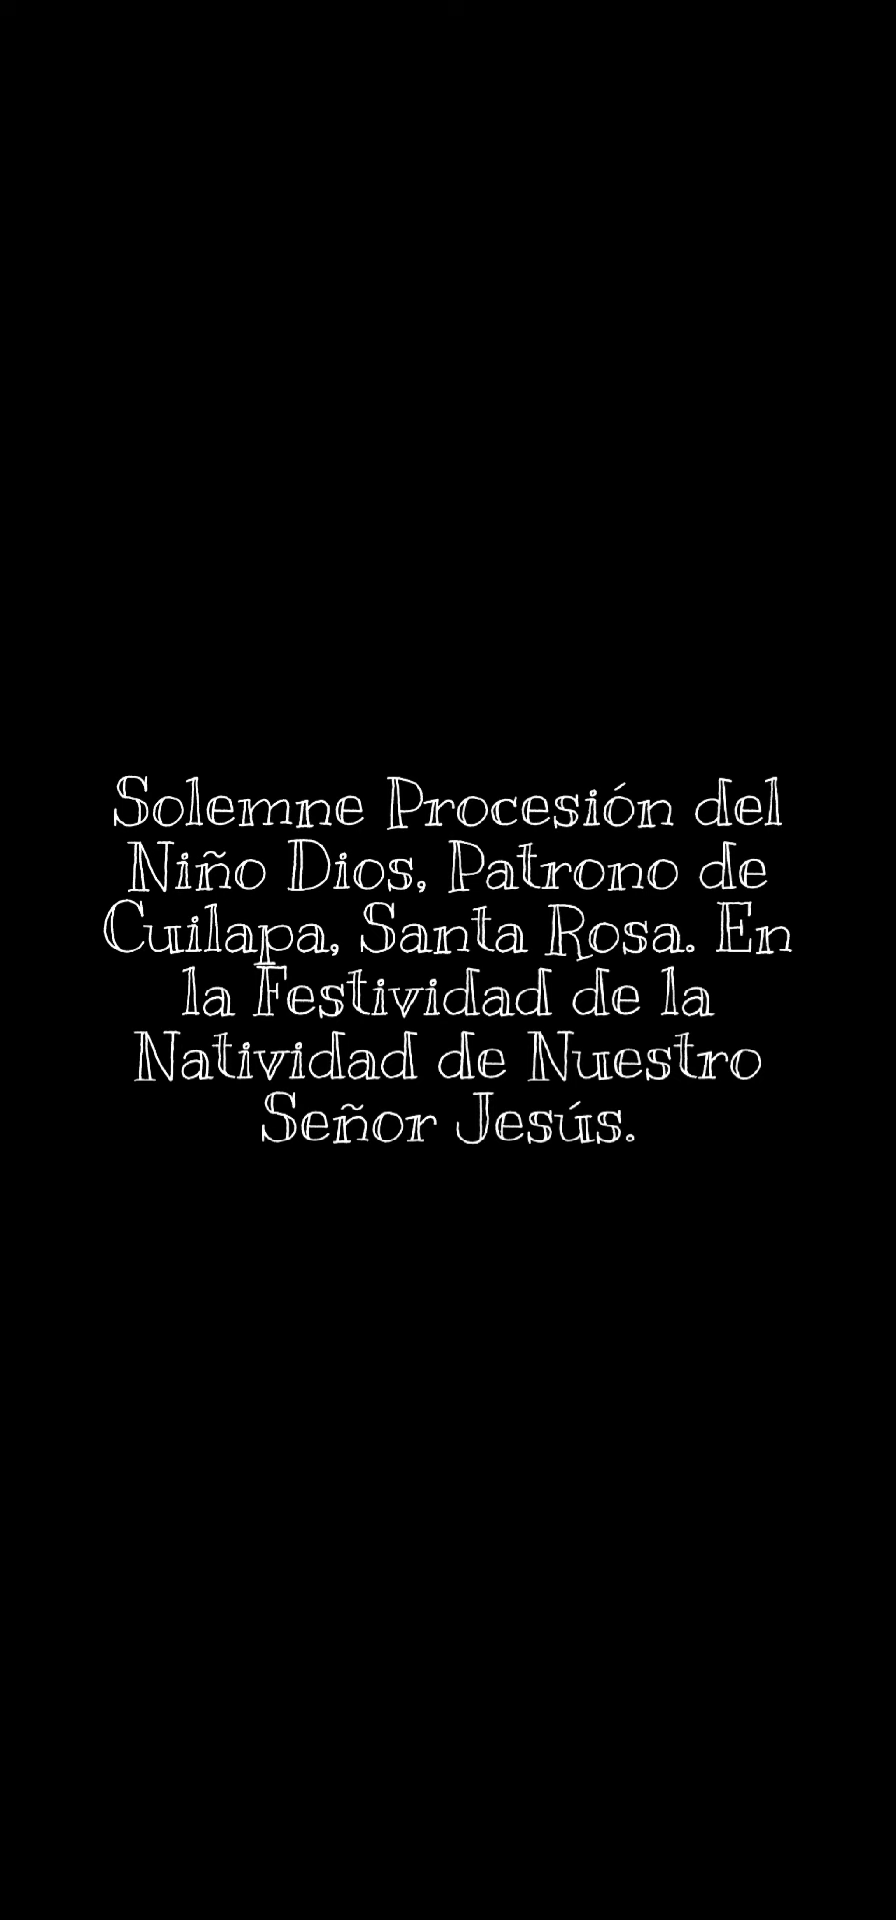 Solemne Procesión del
Niño Dios, Patrono de
Cuilapa, Santa Rosa. En
la Festividad de la
Natividad de Nuestro
Señor Jesús.